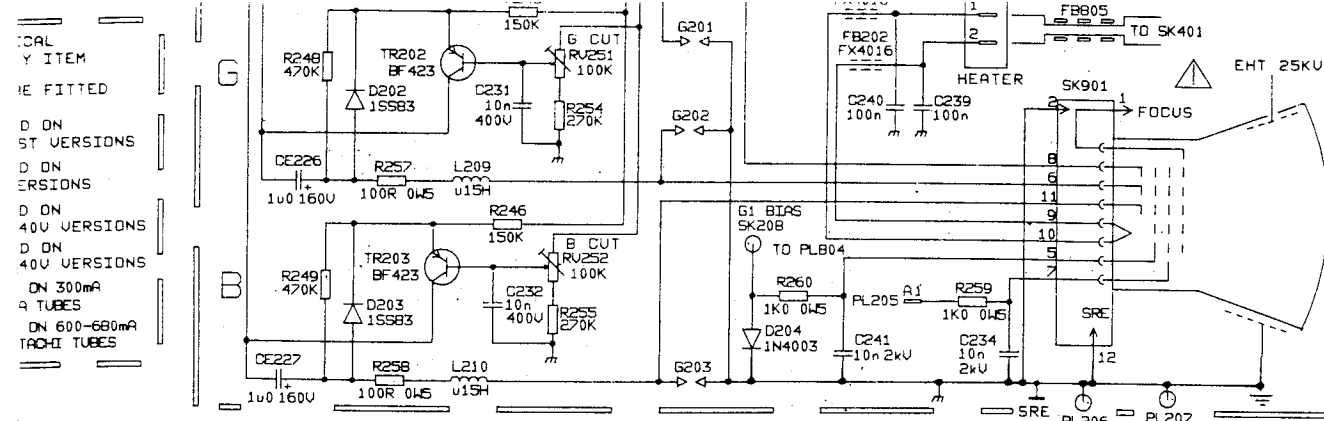 ICAL
Y ITEM
E FITTED
D ON
ST VERSIONS
D ON
ERSIONS
D ON
40V VERSIONS
D ON
40V VERSIONS
ON 300mA
A TUBES
ON 600-680mA
TACHI TUBES
G
150K
R248
470K
TR202
BF423
D202
1SS83
G CUT
RV251
100K
C231
10n
400V
R254
270K
CE226
+
1u0 160V
R257
100R 0W5
L209
u15H
R246
150K
B
R249
470K
TR203
BF423
D203
1SS83
B CUT
RV252
100K
C232
10n
400V
R255
270K
CE227
+
1u0 160V
R258
100R 0W5
L210
u15H
G201
G202
G203
FX4016
FB202
FX4016
C240
100n
C239
100n
1
2
HEATER
FB805
TO SK401
SK901
2
1
FOCUS
EHT 25KV
8
6
11
9
10
5
7
SRE
12
G1 BIAS
SK20B
TO PLB04
R260
1K0 0W5
PL205
A1
R259
1K0 0W5
D204
1N4003
C241
10n 2kV
C234
10n
2kV
SRE
PL206
PL207